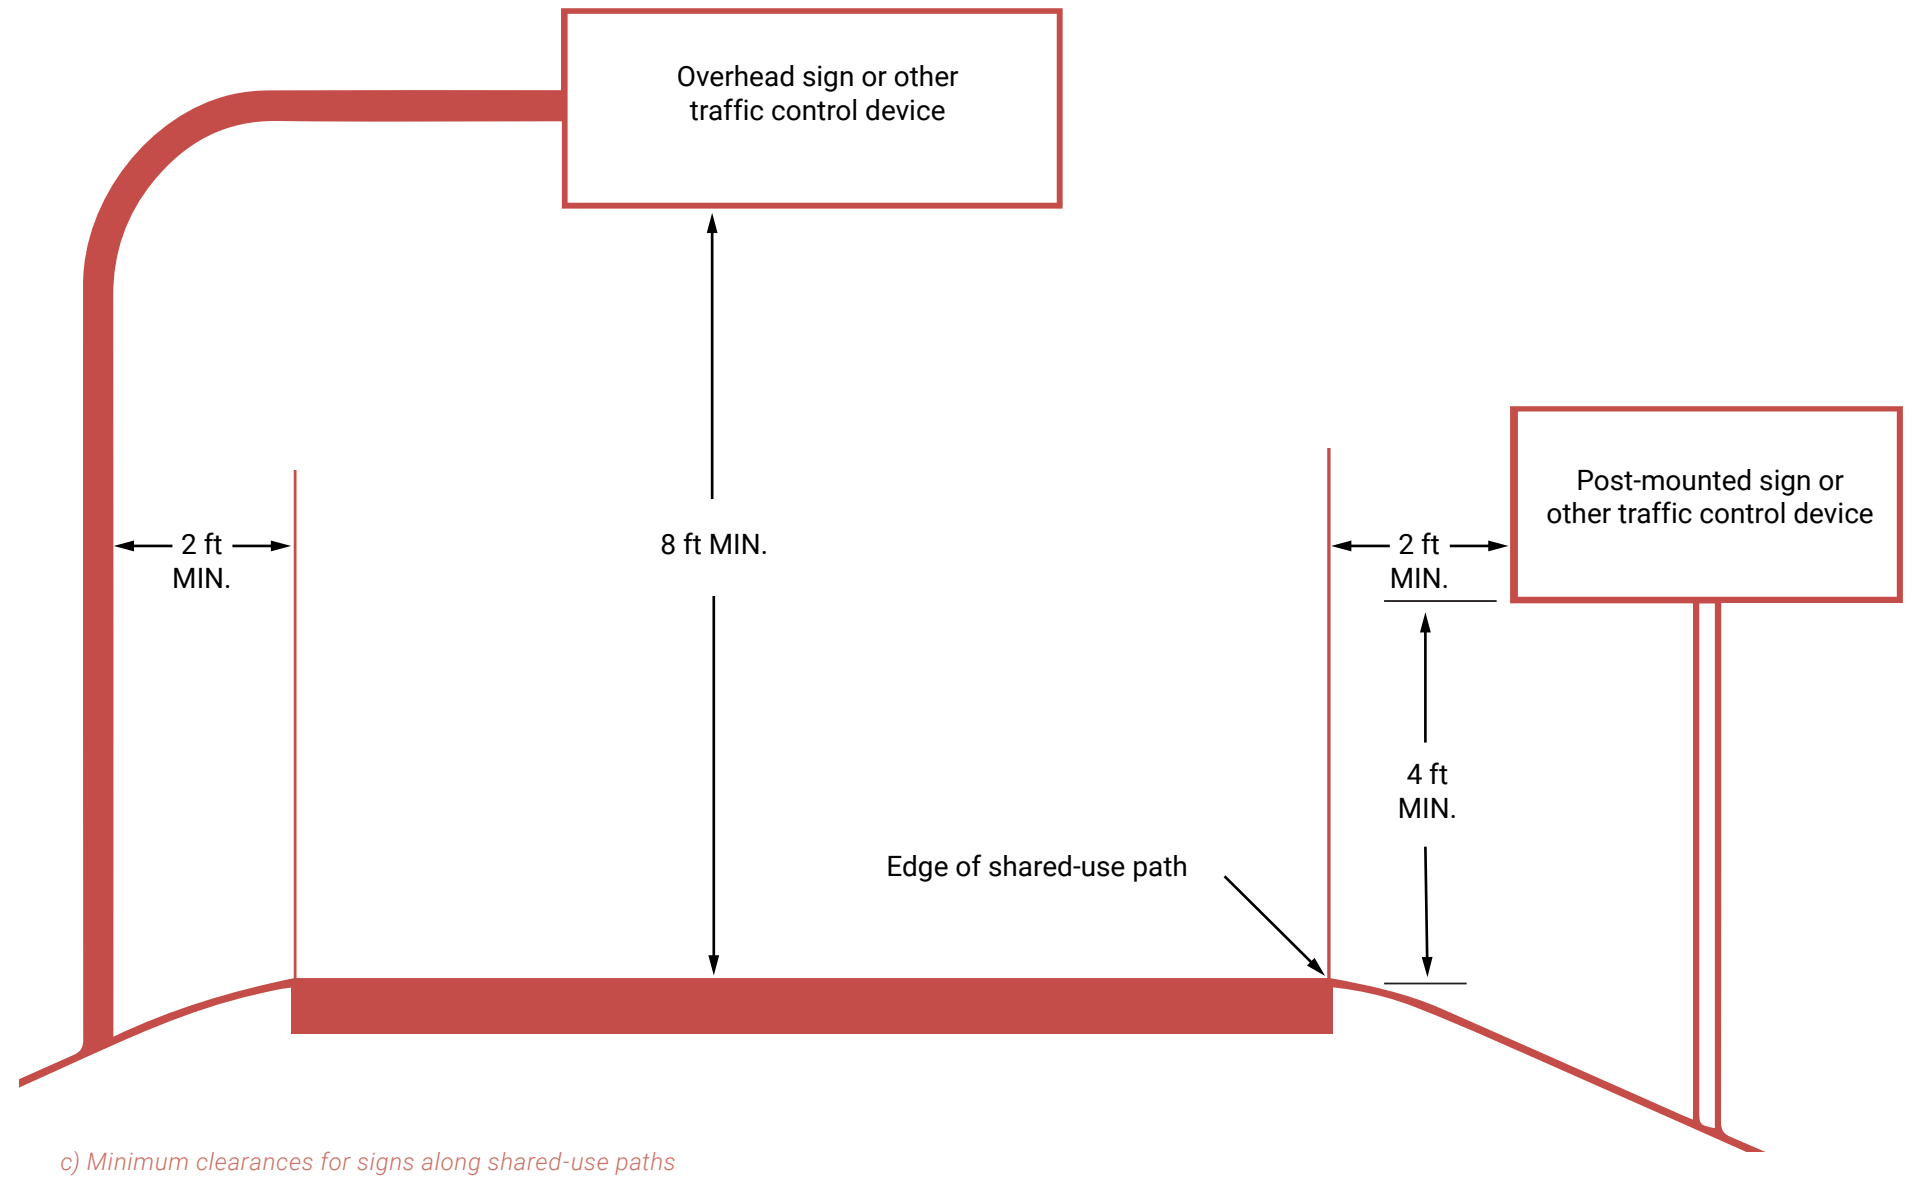 Overhead sign or other
traffic control device
Post-mounted sign or
other traffic control device
2 ft
MIN.
8 ft MIN.
2 ft
MIN.
4 ft
MIN.
Edge of shared-use path
c) Minimum clearances for signs along shared-use paths